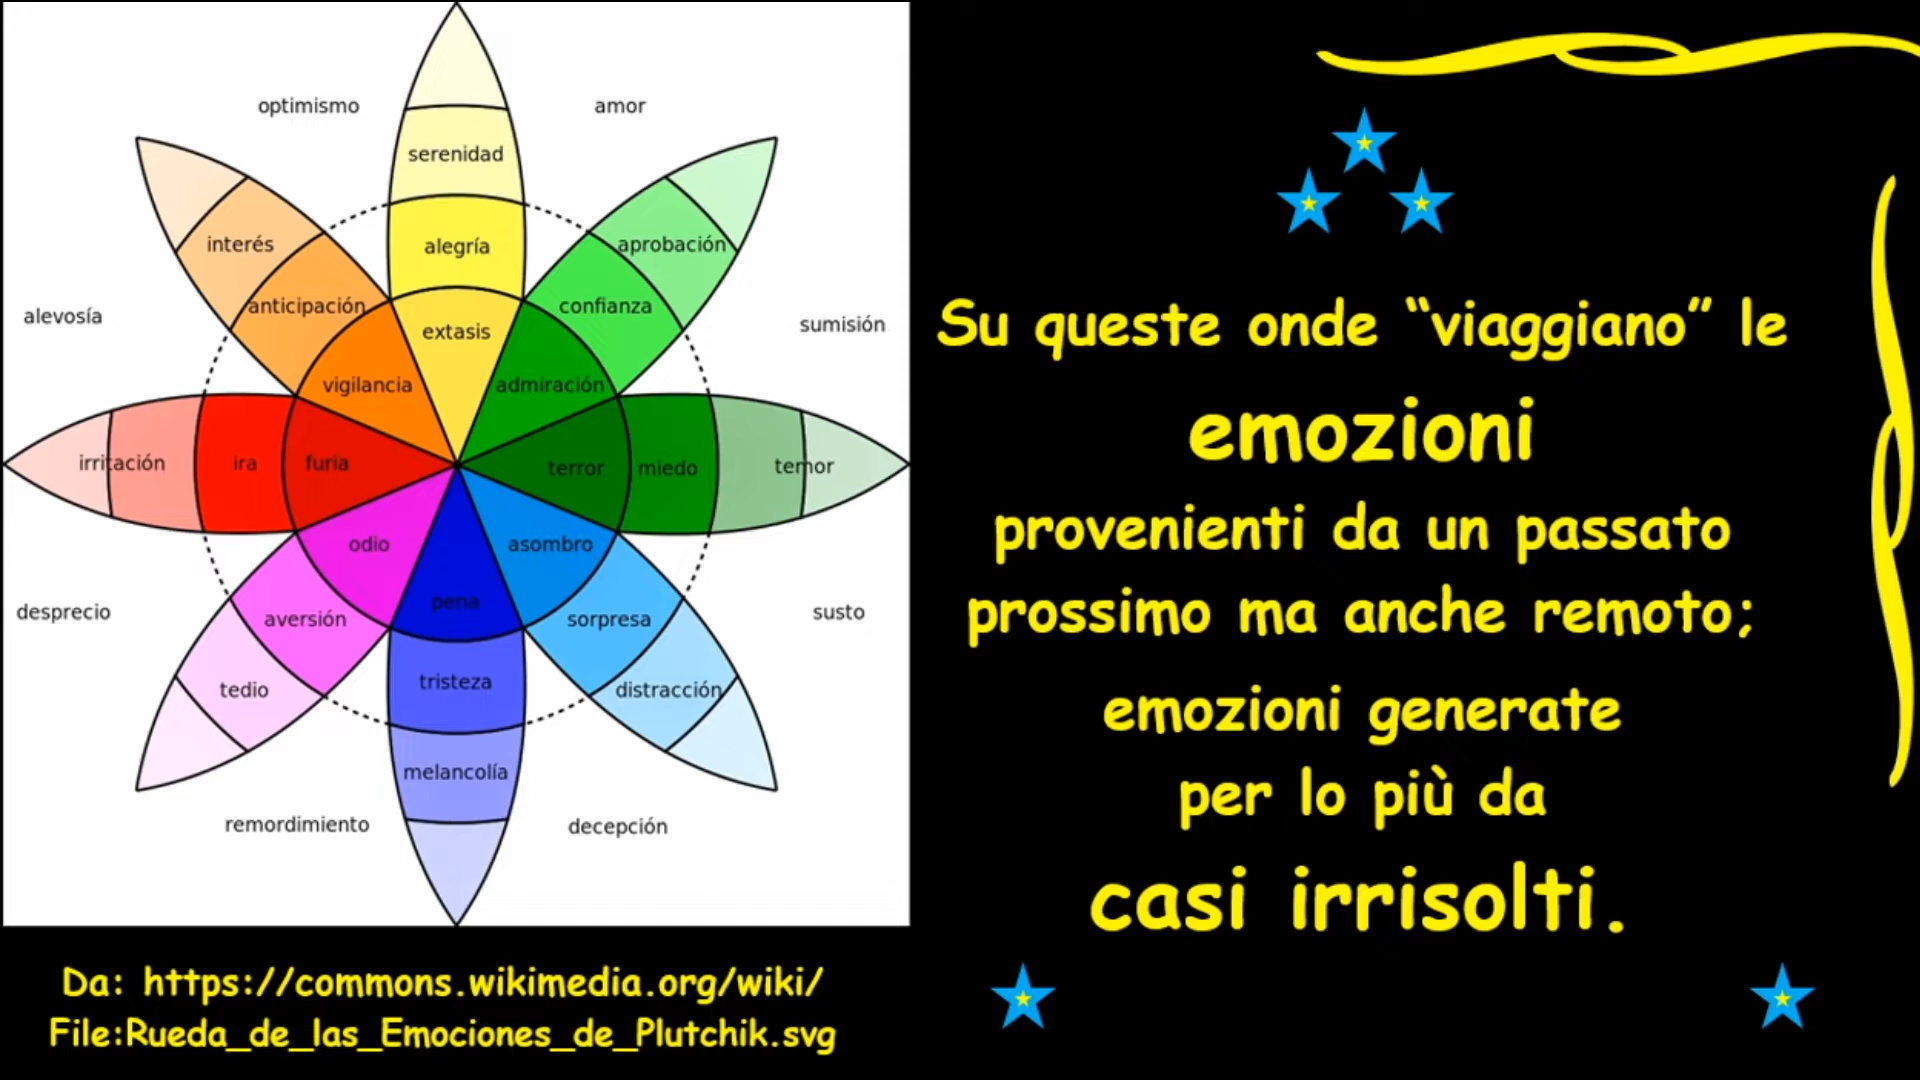 optimismo
amor
serenidad
interés
alegría
aprobación
anticipación
confianza
alevosía
sumisión
extasis
vigilancia
admiración
irritación
ira
furia
terror
miedo
temor
odio
asombro
desprecio
pena
susto
aversión
sorpresa
tedio
tristeza
distracción
melancolía
remordimiento
decepción
Da: https://commons.wikimedia.org/wiki/
File:Rueda_de_las_Emociones_de_Plutchik.svg
Su queste onde “viaggiano” le
emozioni
provenienti da un passato
prossimo ma anche remoto;
emozioni generate
per lo più da
casi irrisolti.